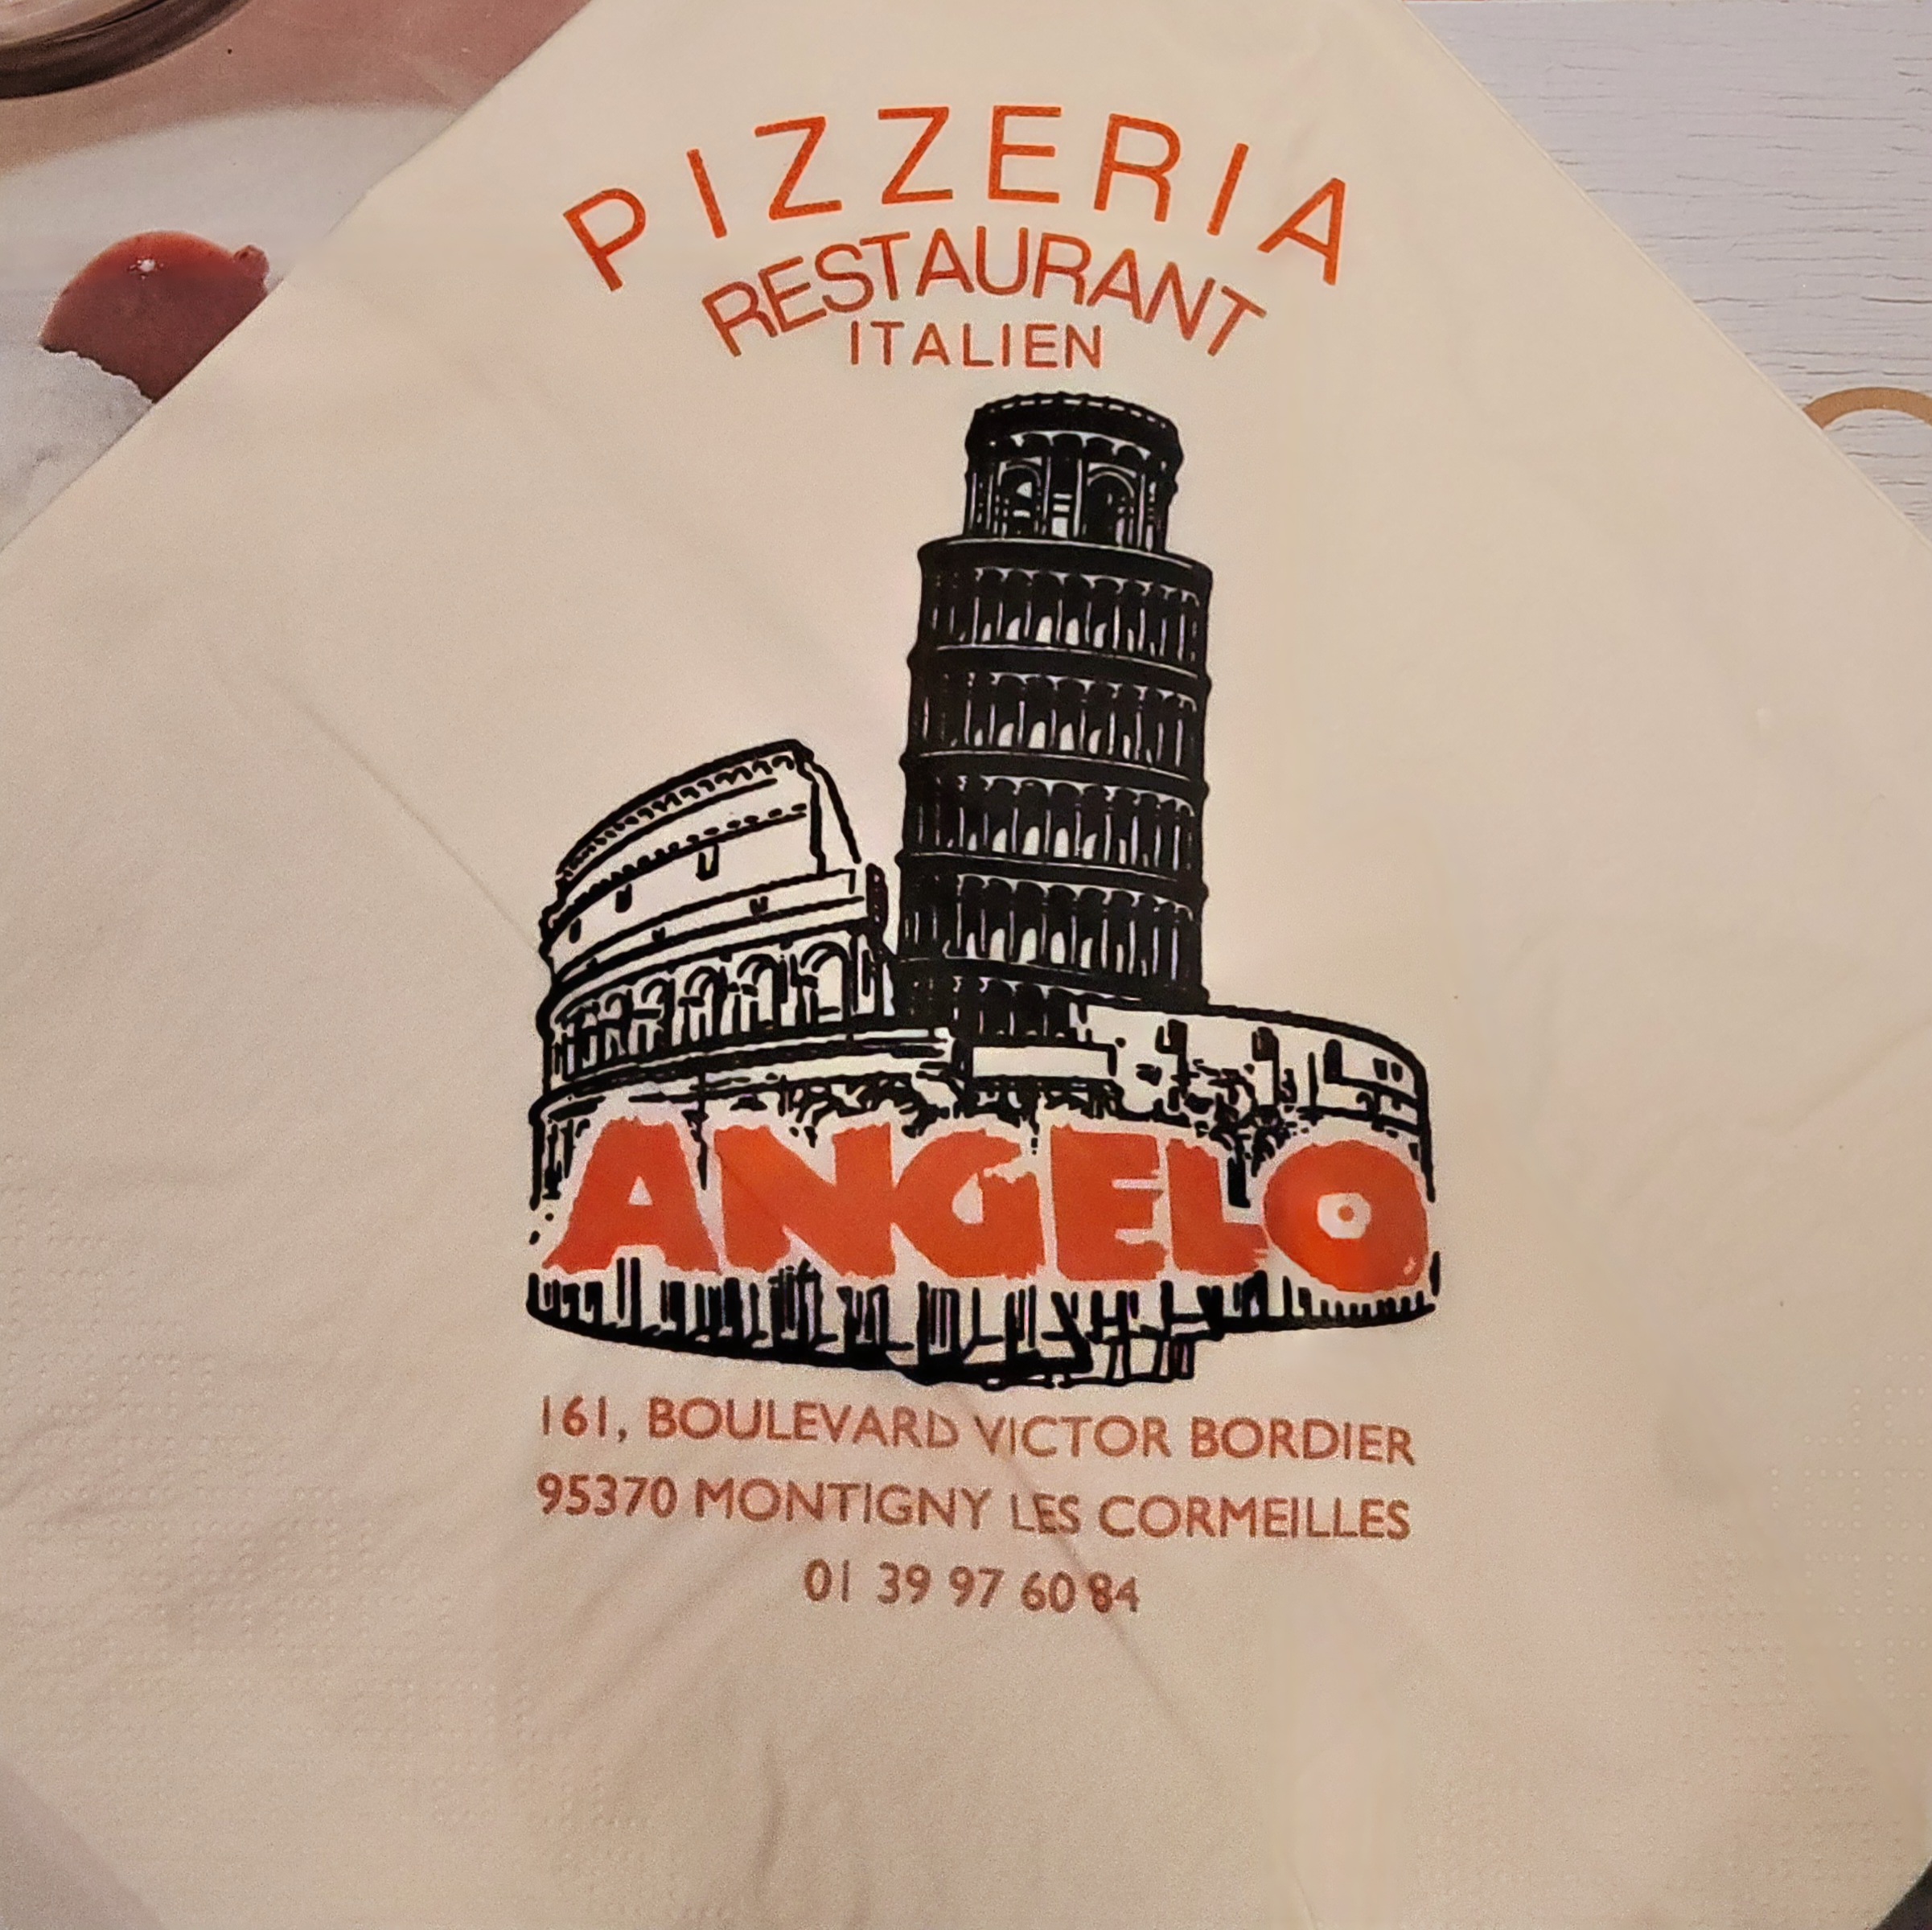 PIZZERIA
RESTAURANT
ITALIEN
ANGELO
161, BOULEVARD VICTOR BORDIER
95370 MONTIGNY LES CORMEILLES
01 39 97 60 84